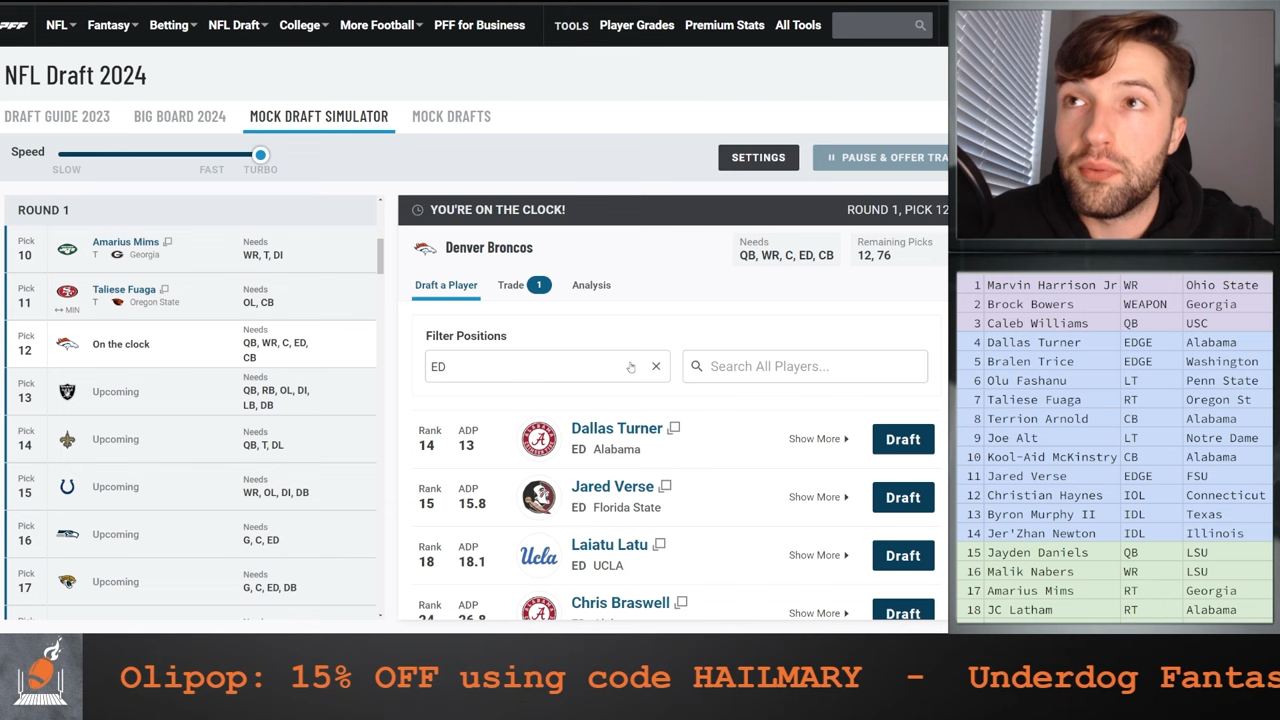 PFF NFL Fantasy Betting NFL Draft College More Football PFF for Business TOOLS Player Grades Premium Stats All Tools
NFL Draft 2024
DRAFT GUIDE 2023 BIG BOARD 2024 MOCK DRAFT SIMULATOR MOCK DRAFTS
Speed
SLOW FAST TURBO
SETTINGS
PAUSE & OFFER TRA
ROUND 1
Pick 10
Amarius Mims
T G Georgia
Needs
WR, T, DI
Pick 11
MIN
Taliese Fuaga
T Oregon State
Needs
OL, CB
Pick 12
On the clock
Needs
QB, WR, C, ED,
CB
Pick 13
Upcoming
Needs
QB, RB, OL, DI,
LB, DB
Pick 14
Upcoming
Needs
QB, T, DL
Pick 15
Upcoming
Needs
WR, OL, DI, DB
Pick 16
Upcoming
Needs
G, C, ED
Pick 17
Upcoming
Needs
G, C, ED, DB
YOU'RE ON THE CLOCK! ROUND 1, PICK 12
Denver Broncos
Needs
QB, WR, C, ED, CB
Remaining Picks
12, 76
Draft a Player Trade 1 Analysis
Filter Positions
ED
Search All Players...
Rank 14
ADP 13
Dallas Turner
ED Alabama
Show More
Draft
Rank 15
ADP 15.8
Jared Verse
ED Florida State
Show More
Draft
Rank 18
ADP 18.1
Ucla
Laiatu Latu
ED UCLA
Show More
Draft
Rank
ADP
Chris Braswell
Show More
Draft
1 Marvin Harrison Jr WR Ohio State
2 Brock Bowers WEAPON Georgia
3 Caleb Williams QB USC
4 Dallas Turner EDGE Alabama
5 Bralen Trice EDGE Washington
6 Olu Fashanu LT Penn State
7 Taliese Fuaga RT Oregon St
8 Terrion Arnold CB Alabama
9 Joe Alt LT Notre Dame
10 Kool-Aid McKinstry CB Alabama
11 Jared Verse EDGE FSU
12 Christian Haynes IOL Connecticut
13 Byron Murphy II IDL Texas
14 Jer'Zhan Newton IDL Illinois
15 Jayden Daniels QB LSU
16 Malik Nabers WR LSU
17 Amarius Mims RT Georgia
18 JC Latham RT Alabama
Olipop: 15% OFF using code HAILMARY - Underdog Fantas